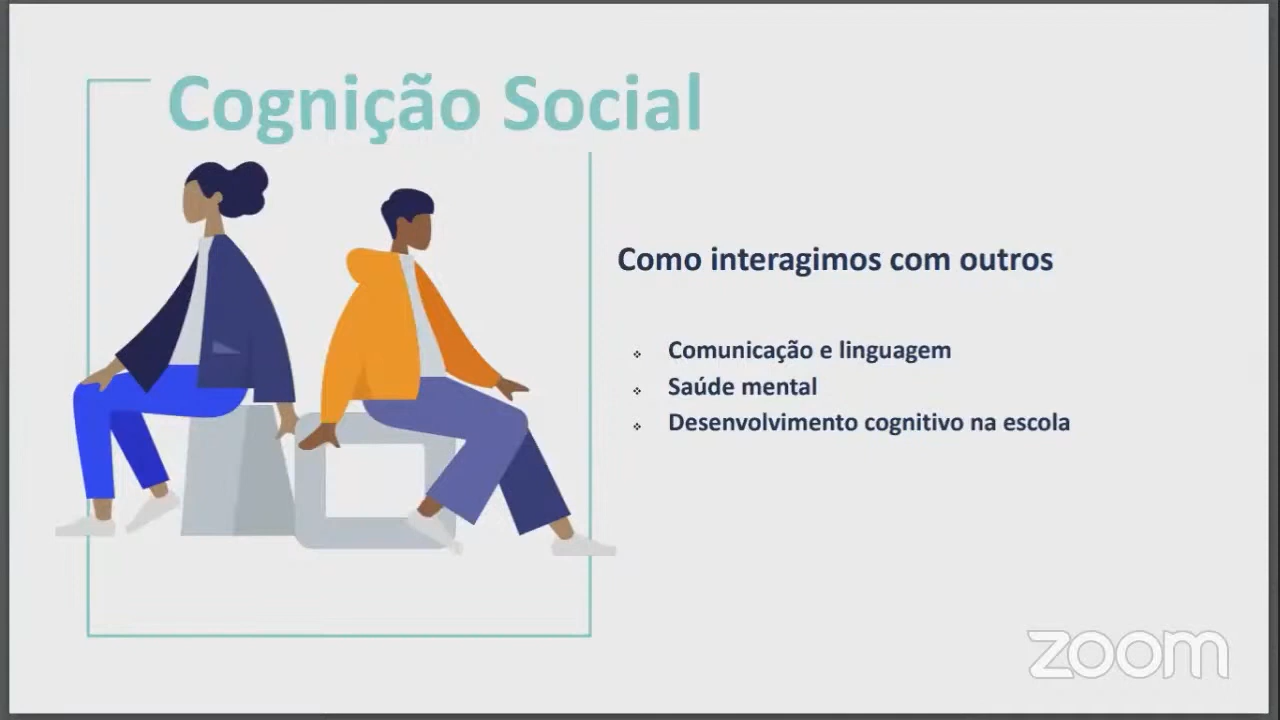 Cognição Social
Como interagimos com outros
Comunicação e linguagem
Saúde mental
Desenvolvimento cognitivo na escola
zoom